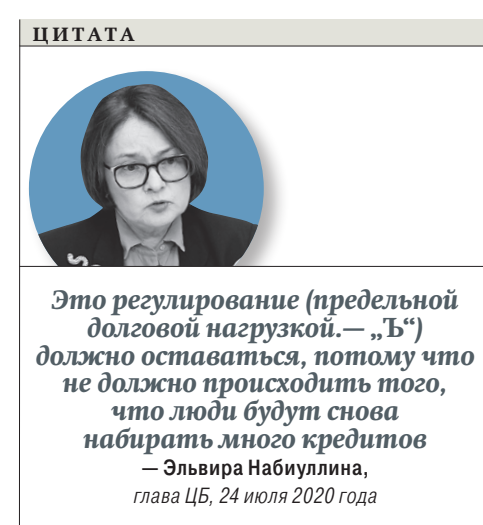 ЦИТАТА
Это регулирование (предельной
долговой нагрузкой.— „Ъ“)
должно оставаться, потому что
не должно происходить того,
что люди будут снова
набирать много кредитов
— Эльвира Набиуллина,
глава ЦБ, 24 июля 2020 года